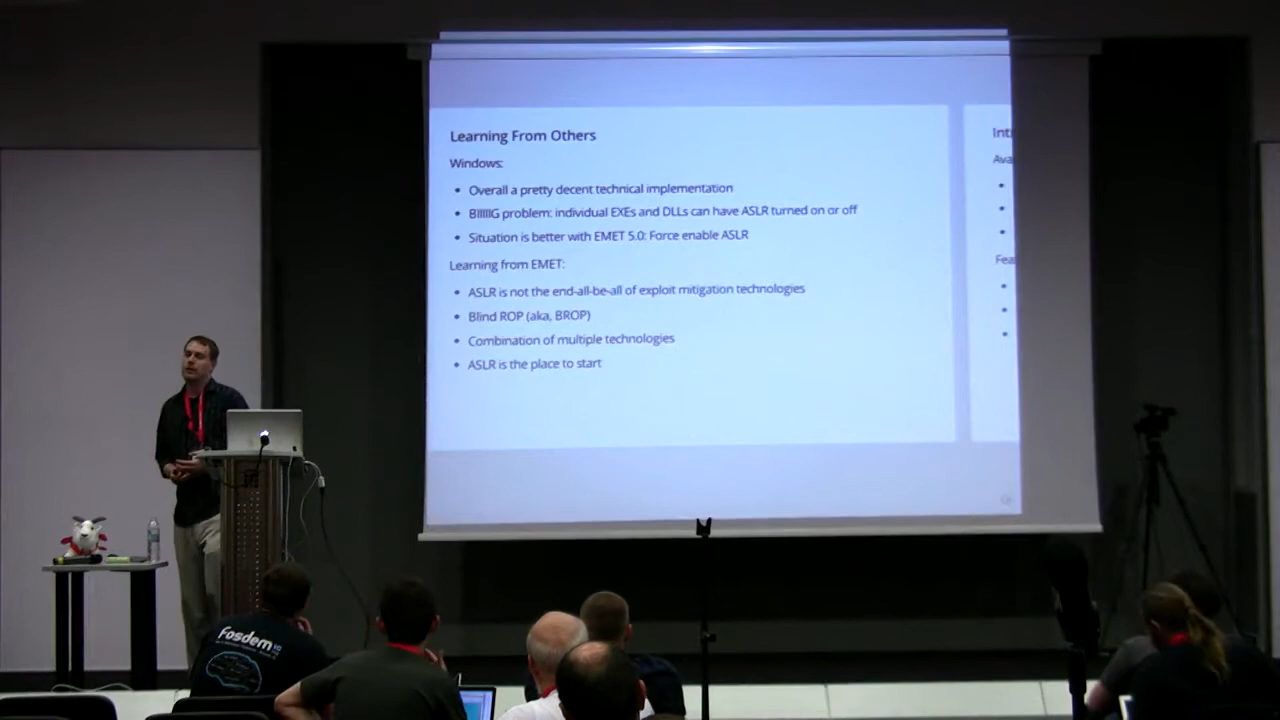 Learning From Others
Windows:
• Overall a pretty decent technical implementation
• BIIIIIG problem: individual EXEs and DLLs can have ASLR turned on or off
• Situation is better with EMET 5.0: Force enable ASLR
Learning from EMET:
• ASLR is not the end-all-be-all of exploit mitigation technologies
• Blind ROP (aka, BROP)
• Combination of multiple technologies
• ASLR is the place to start
Int
Ava
Fea
Fosdem